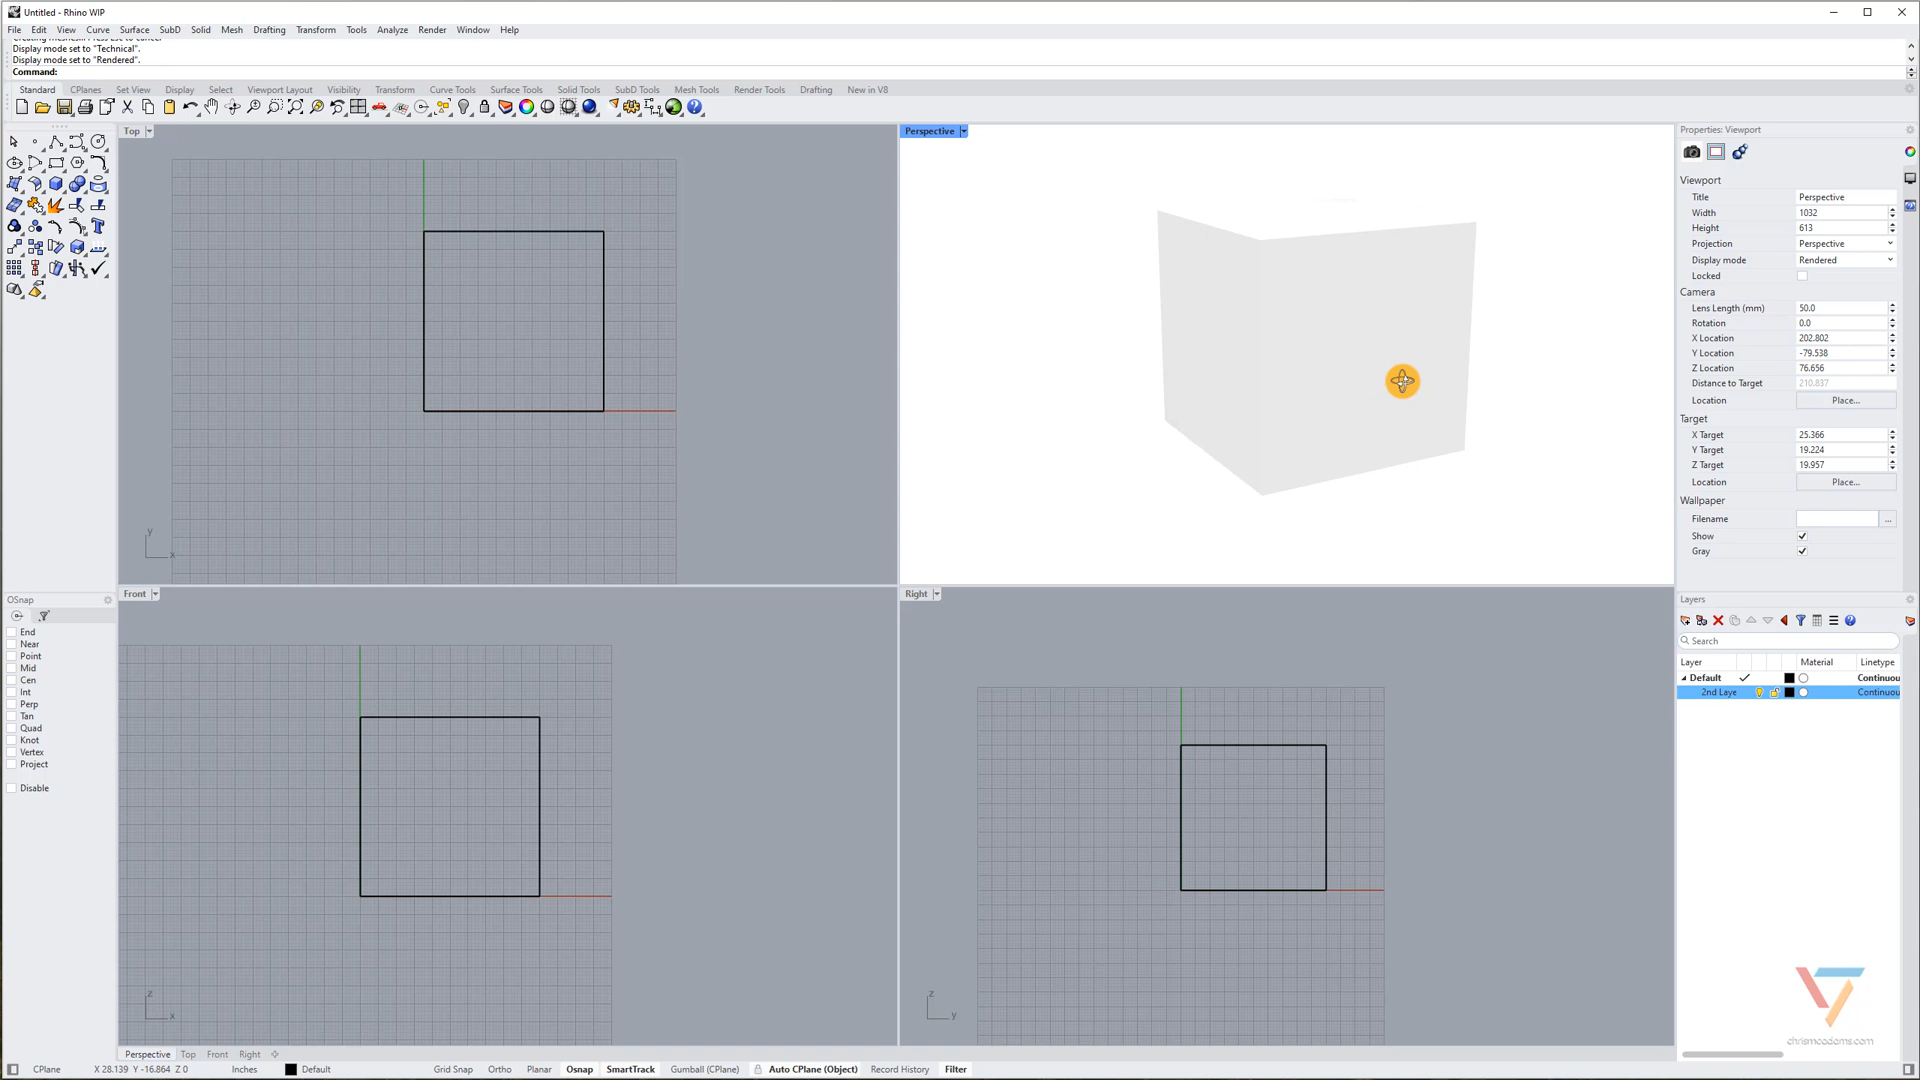 Untitled - Rhino WIP
File Edit View Curve Surface SubD Solid Mesh Drafting Transform Tools Analyze Render Window Help
Display mode set to "Technical".
Display mode set to "Rendered".
Command:
Standard CPlanes Set View Display Select Viewport Layout Visibility Transform Curve Tools Surface Tools Solid Tools SubD Tools Mesh Tools Render Tools Drafting New in V8
Top
Perspective
Properties: Viewport
Viewport
Title Perspective
Width 1032
Height 613
Projection Perspective
Display mode Rendered
Locked
Camera
Lens Length (mm) 50.0
Rotation 0.0
X Location 202.802
Y Location -79.538
Z Location 76.656
Distance to Target 210.837
Location Place...
Target
X Target 25.366
Y Target 19.224
Z Target 19.957
Location Place...
Wallpaper
Filename ...
Show
Gray
y
x
Front
Right
z
x
z
y
OSnap
End
Near
Point
Mid
Cen
Int
Perp
Tan
Quad
Knot
Vertex
Project
Disable
Layers
Search
Layer Material Linetype
Default Continuou
2nd Laye Continuou
chrismcadams.com
Perspective Top Front Right
CPlane X 28.139 Y -16.864 Z 0 Inches Default Grid Snap Ortho Planar Osnap SmartTrack Gumball (CPlane) Auto CPlane (Object) Record History Filter